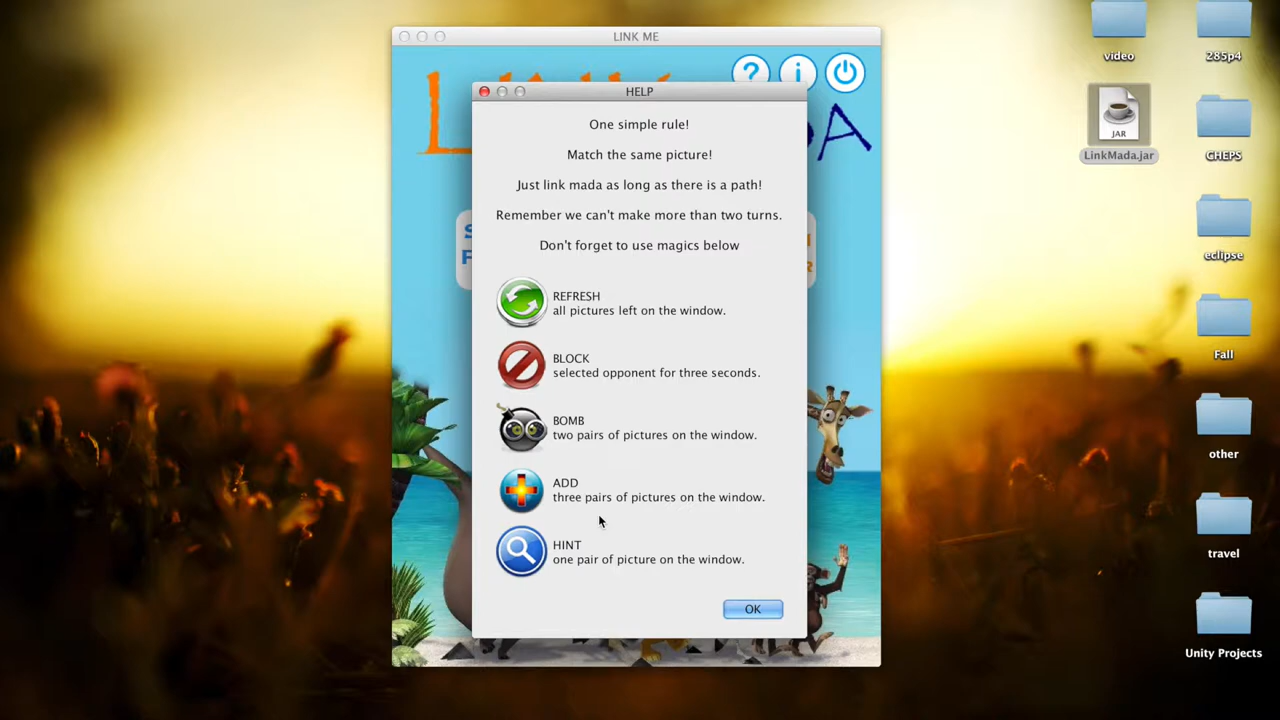 LINK ME
HELP
One simple rule!
Match the same picture!
Just link mada as long as there is a path!
Remember we can't make more than two turns.
Don't forget to use magics below
REFRESH
all pictures left on the window.
BLOCK
selected opponent for three seconds.
BOMB
two pairs of pictures on the window.
ADD
three pairs of pictures on the window.
HINT
one pair of picture on the window.
OK
video
285p4
JAR
LinkMada.jar
CHEPS
eclipse
Fall
other
travel
Unity Projects